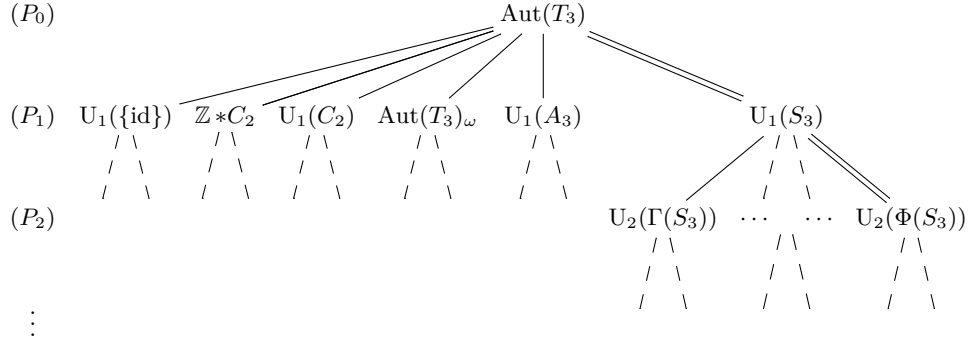 (P₀) Aut(T₃)
(P₁) U₁({id}) ℤ∗C₂ U₁(C₂) Aut(T₃)ω U₁(A₃) U₁(S₃)
(P₂) U₂(Γ(S₃)) ⋯ ⋯ U₂(Φ(S₃))
⋮